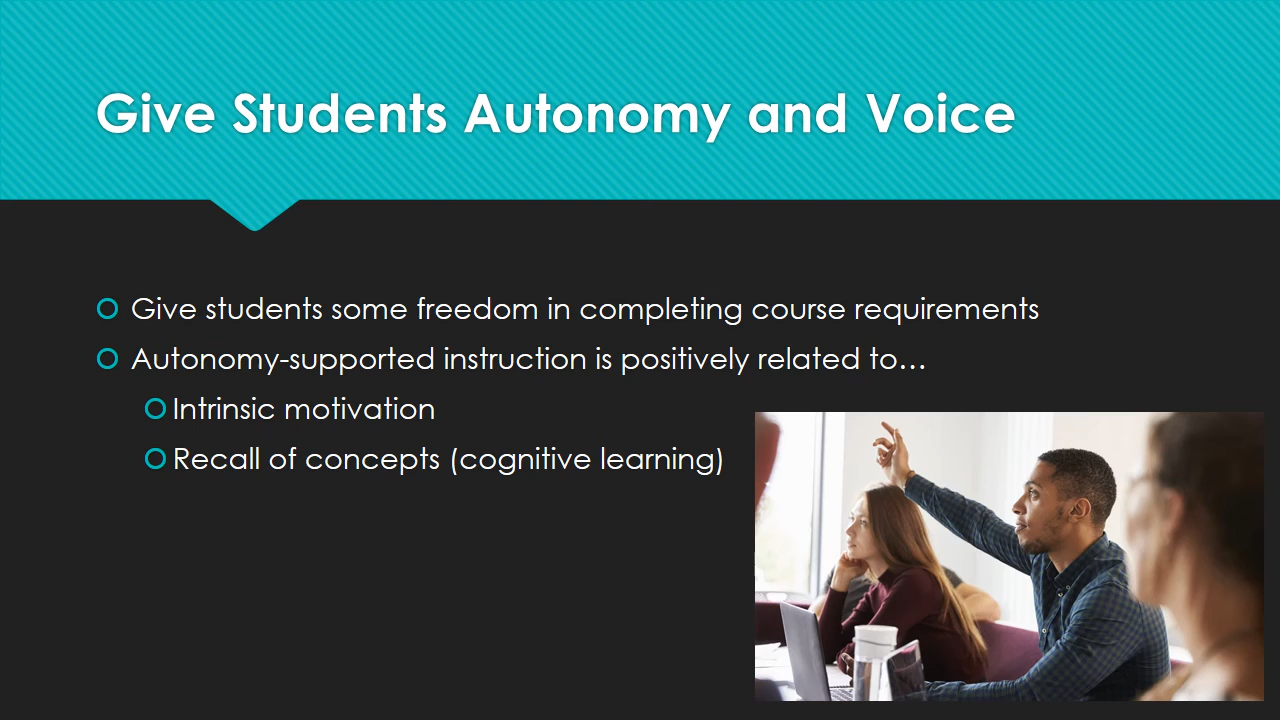 Give Students Autonomy and Voice
Give students some freedom in completing course requirements
Autonomy-supported instruction is positively related to…
Intrinsic motivation
Recall of concepts (cognitive learning)